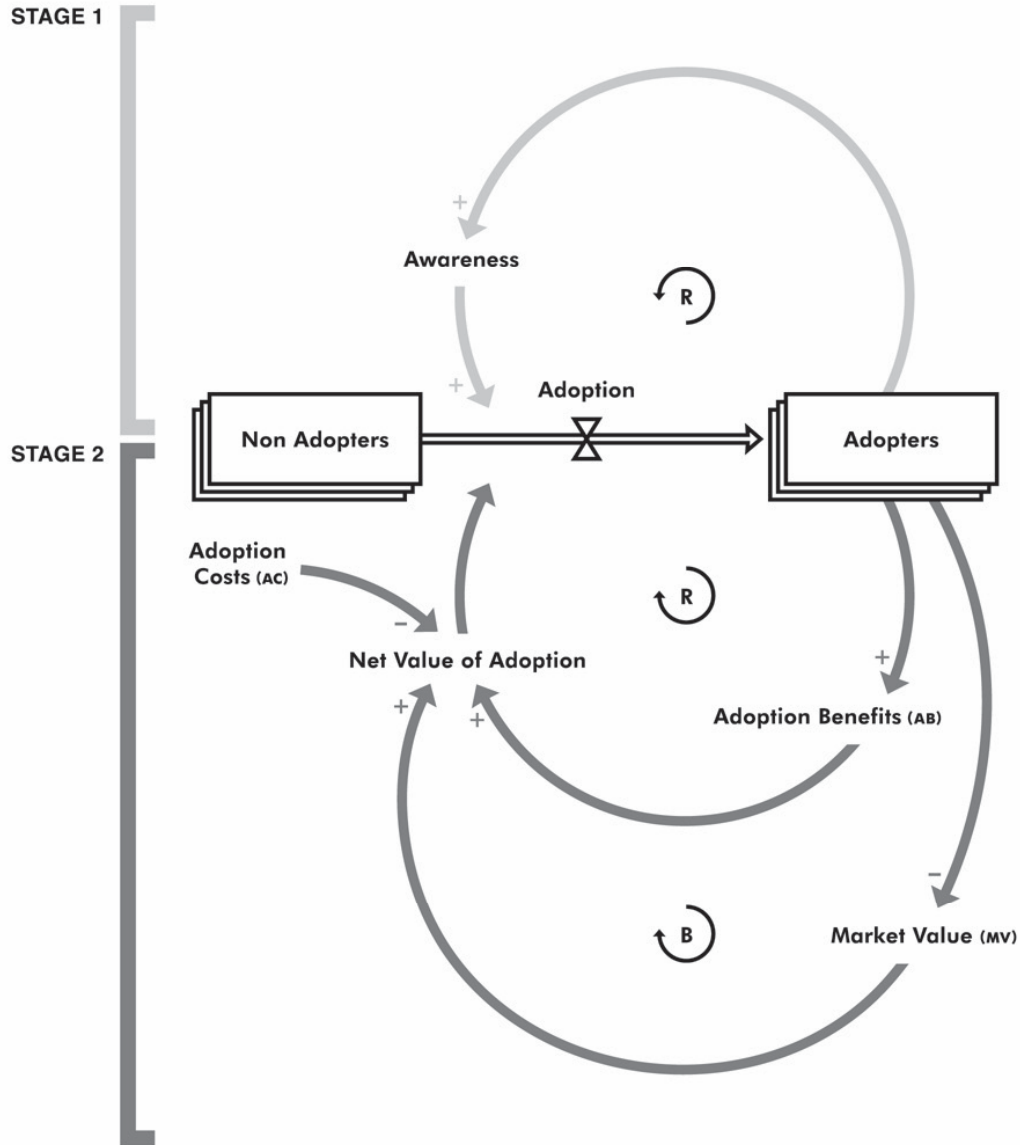 STAGE 1
+
Awareness
R
+
Adoption
Non Adopters
Adopters
STAGE 2
Adoption
Costs (AC)
R
–
Net Value of Adoption
+
+
+
Adoption Benefits (AB)
–
B
Market Value (MV)